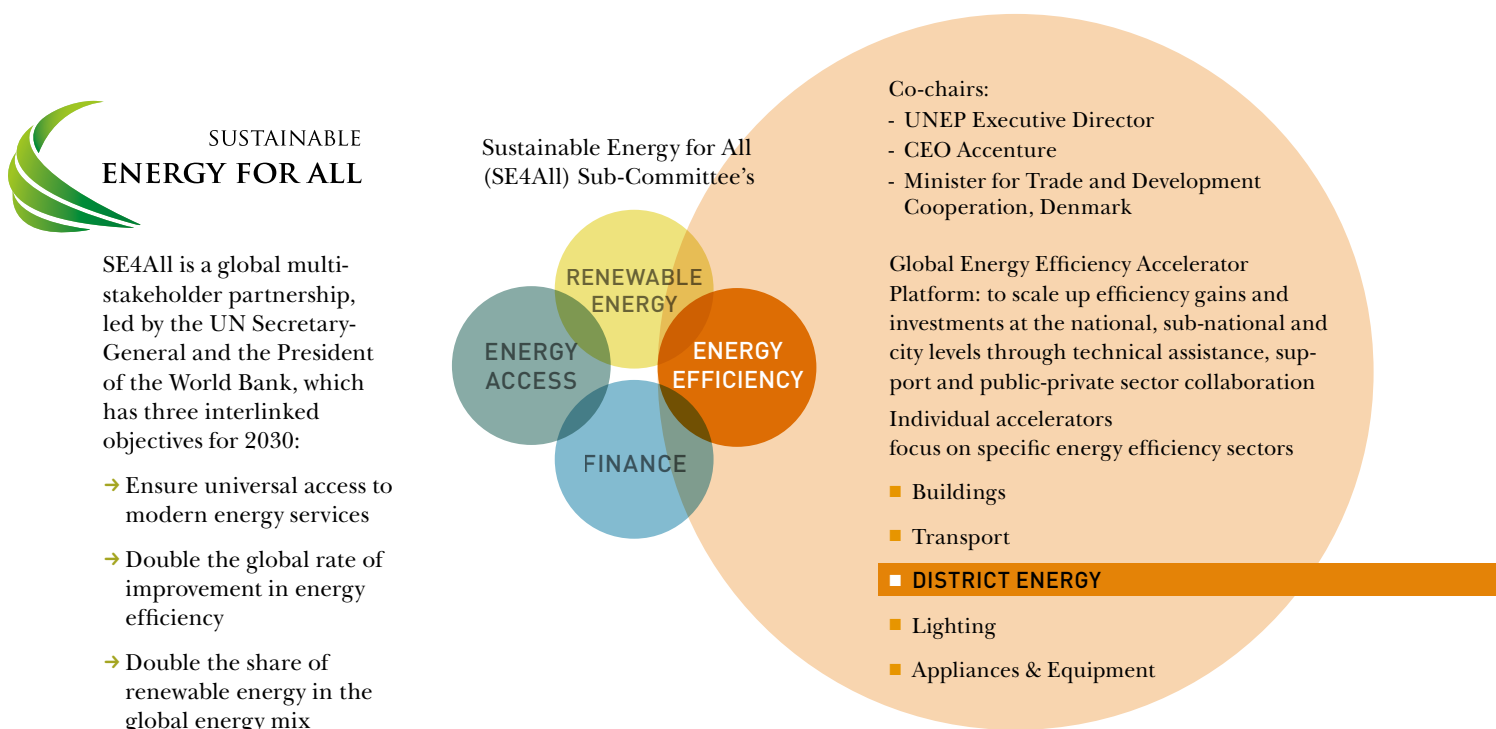 SUSTAINABLE
ENERGY FOR ALL
SE4All is a global multi-
stakeholder partnership,
led by the UN Secretary-
General and the President
of the World Bank, which
has three interlinked
objectives for 2030:
→ Ensure universal access to
modern energy services
→ Double the global rate of
improvement in energy
efficiency
→ Double the share of
renewable energy in the
global energy mix
Sustainable Energy for All
(SE4All) Sub-Committee's
RENEWABLE
ENERGY
ENERGY
ACCESS
ENERGY
EFFICIENCY
FINANCE
Co-chairs:
- UNEP Executive Director
- CEO Accenture
- Minister for Trade and Development
Cooperation, Denmark
Global Energy Efficiency Accelerator
Platform: to scale up efficiency gains and
investments at the national, sub-national and
city levels through technical assistance, sup-
port and public-private sector collaboration
Individual accelerators
focus on specific energy efficiency sectors
■ Buildings
■ Transport
■ DISTRICT ENERGY
■ Lighting
■ Appliances & Equipment